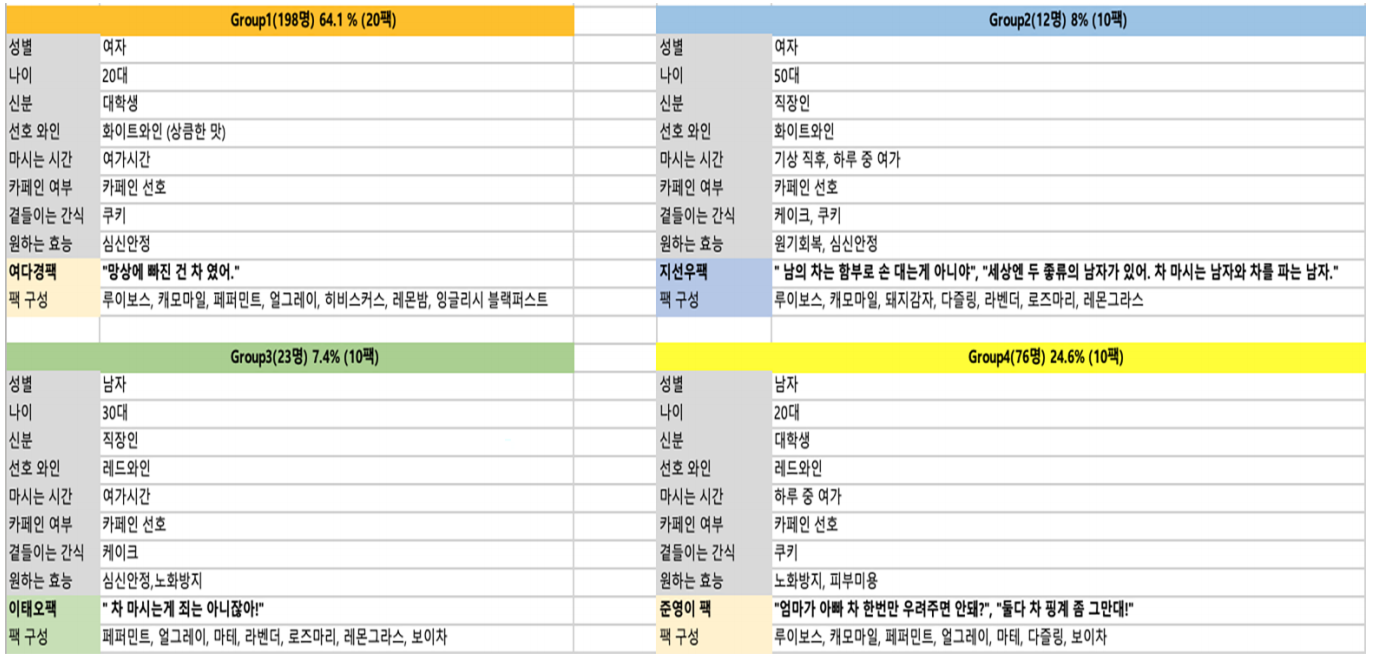 Group1(198명) 64.1 % (20팩)
성별 여자
나이 20대
신분 대학생
선호 와인 화이트와인 (상큼한 맛)
마시는 시간 여가시간
카페인 여부 카페인 선호
곁들이는 간식 쿠키
원하는 효능 심신안정
여다경팩 "망상에 빠진 건 차 였어."
팩 구성 루이보스, 캐모마일, 페퍼민트, 얼그레이, 히비스커스, 레몬밤, 잉글리시 블랙퍼스트
Group2(12명) 8% (10팩)
성별 여자
나이 50대
신분 직장인
선호 와인 화이트와인
마시는 시간 기상 직후, 하루 중 여가
카페인 여부 카페인 선호
곁들이는 간식 케이크, 쿠키
원하는 효능 원기회복, 심신안정
지선우팩 " 남의 차는 함부로 손 대는게 아니야", "세상엔 두 종류의 남자가 있어. 차 마시는 남자와 차를 파는 남자."
팩 구성 루이보스, 캐모마일, 돼지감자, 다즐링, 라벤더, 로즈마리, 레몬그라스
Group3(23명) 7.4% (10팩)
성별 남자
나이 30대
신분 직장인
선호 와인 레드와인
마시는 시간 여가시간
카페인 여부 카페인 선호
곁들이는 간식 케이크
원하는 효능 심신안정,노화방지
이태오팩 " 차 마시는게 죄는 아니잖아!"
팩 구성 페퍼민트, 얼그레이, 마테, 라벤더, 로즈마리, 레몬그라스, 보이차
Group4(76명) 24.6% (10팩)
성별 남자
나이 20대
신분 대학생
선호 와인 레드와인
마시는 시간 하루 중 여가
카페인 여부 카페인 선호
곁들이는 간식 쿠키
원하는 효능 노화방지, 피부미용
준영이 팩 "엄마가 아빠 차 한번만 우려주면 안돼?", "둘다 차 핑계 좀 그만대!"
팩 구성 루이보스, 캐모마일, 페퍼민트, 얼그레이, 마테, 다즐링, 보이차